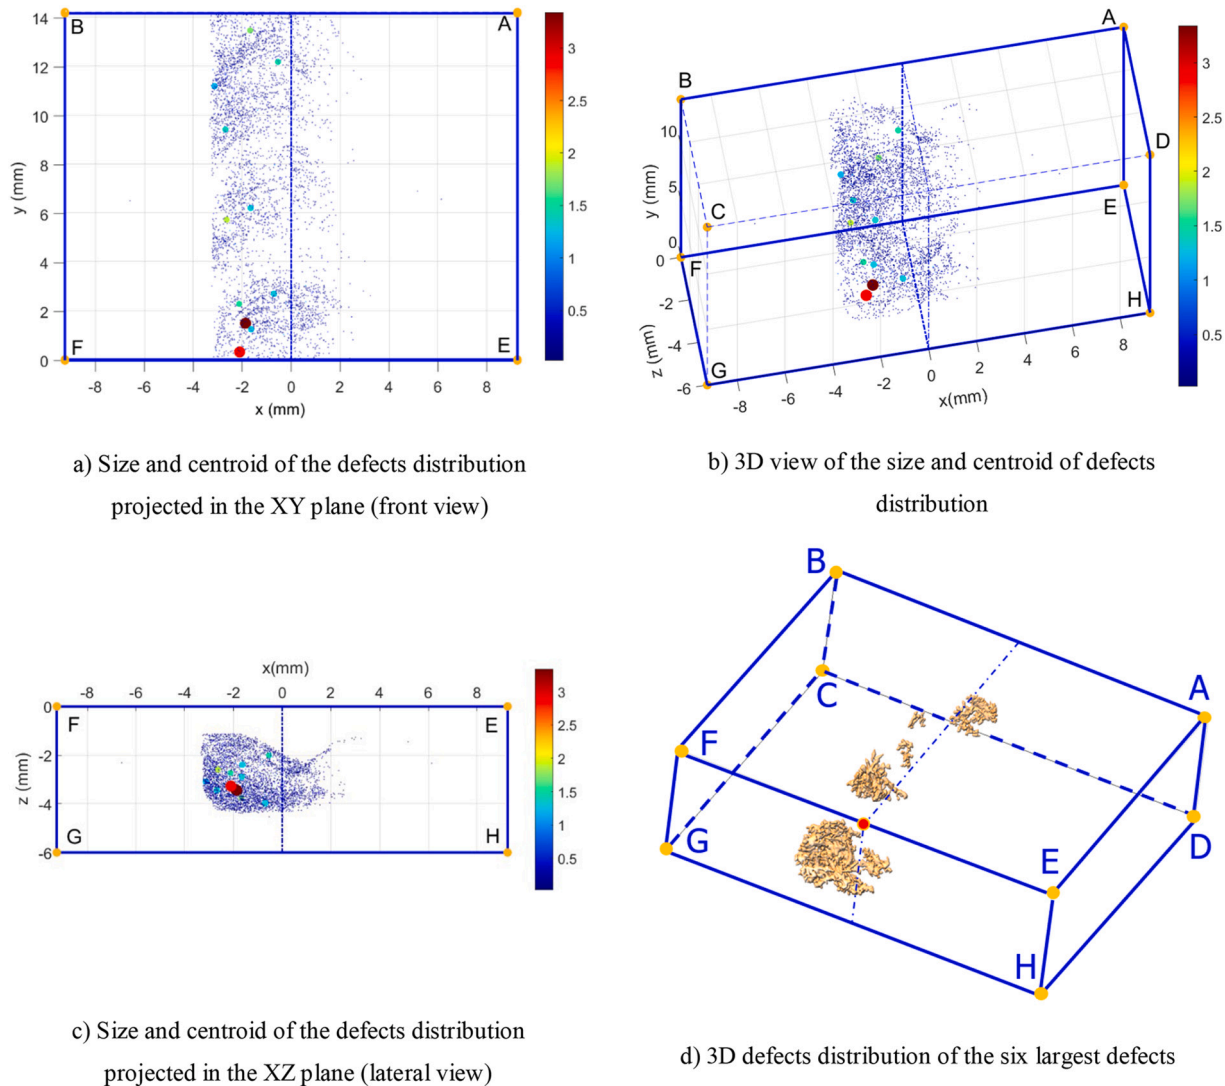 14
12
10
8
6
4
2
0
y (mm)
B
A
F
E
-8 -6 -4 -2 0 2 4 6 8
x (mm)
3
2.5
2
1.5
1
0.5
A
B
D
C
E
F
H
G
10
5
0
y (mm)
0
-2
-4
-6
z (mm)
-8 -6 -4 -2 0 2 4 6 8
x(mm)
3
2.5
2
1.5
1
0.5
a) Size and centroid of the defects distribution
projected in the XY plane (front view)
b) 3D view of the size and centroid of defects
distribution
x(mm)
-8 -6 -4 -2 0 2 4 6 8
0
-2
-4
-6
z (mm)
F
E
G
H
3
2.5
2
1.5
1
0.5
B
A
C
F
D
G
E
H
c) Size and centroid of the defects distribution
projected in the XZ plane (lateral view)
d) 3D defects distribution of the six largest defects